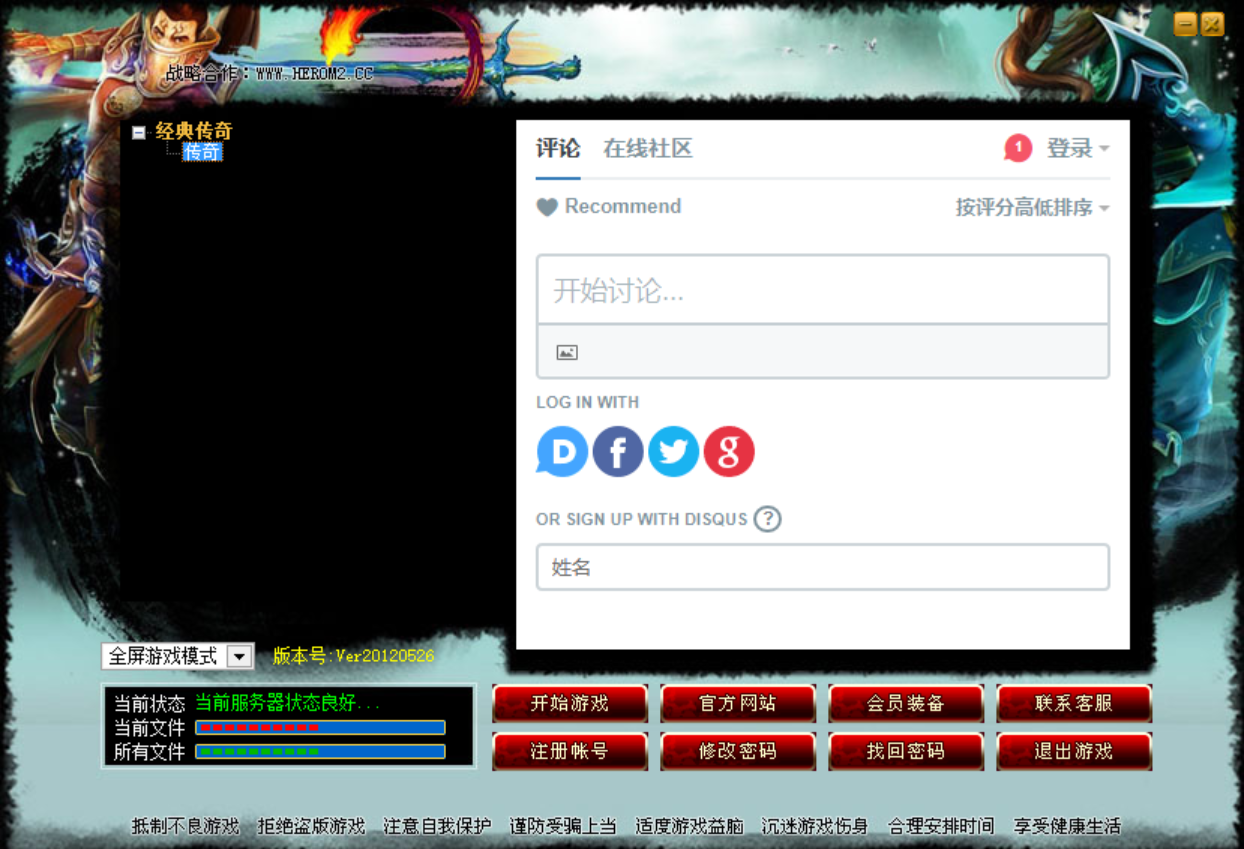 战略合作：WWW.HEROM2.CC
经典传奇
传奇
评论 在线社区 1 登录
Recommend 按评分高低排序
开始讨论...
LOG IN WITH
D f g
OR SIGN UP WITH DISQUS ?
姓名
全屏游戏模式 版本号:Ver20120526
当前状态 当前服务器状态良好...
当前文件
所有文件
开始游戏 官方网站 会员装备 联系客服
注册帐号 修改密码 找回密码 退出游戏
抵制不良游戏 拒绝盗版游戏 注意自我保护 谨防受骗上当 适度游戏益脑 沉迷游戏伤身 合理安排时间 享受健康生活